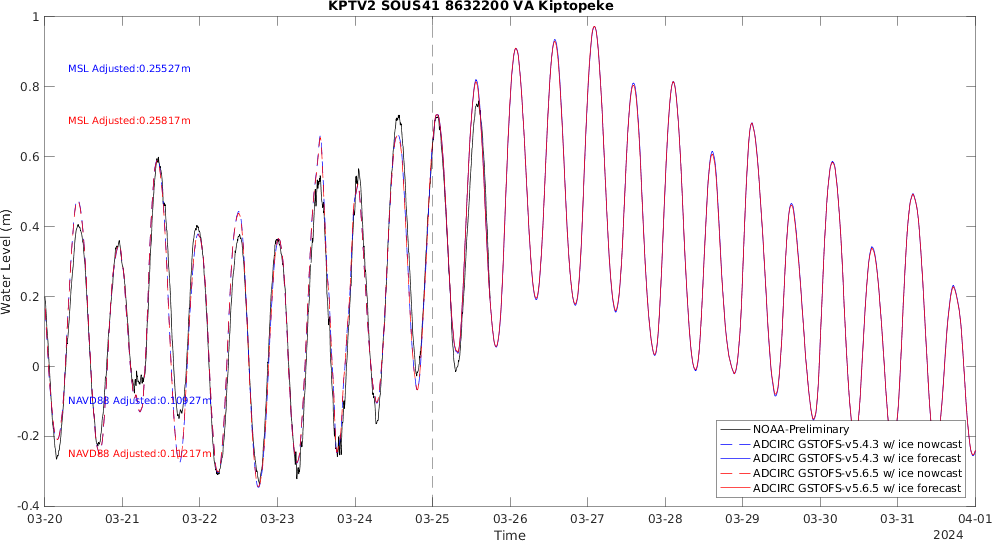 KPTV2 SOUS41 8632200 VA Kiptopeke
MSL Adjusted:0.25527m
MSL Adjusted:0.25817m
NAVD88 Adjusted:0.10927m
NAVD88 Adjusted:0.11217m
Water Level (m)
1
0.8
0.6
0.4
0.2
0
-0.2
-0.4
NOAA-Preliminary
ADCIRC GSTOFS-v5.4.3 w/ ice nowcast
ADCIRC GSTOFS-v5.4.3 w/ ice forecast
ADCIRC GSTOFS-v5.6.5 w/ ice nowcast
ADCIRC GSTOFS-v5.6.5 w/ ice forecast
03-20 03-21 03-22 03-23 03-24 03-25 03-26 03-27 03-28 03-29 03-30 03-31 04-01
Time
2024